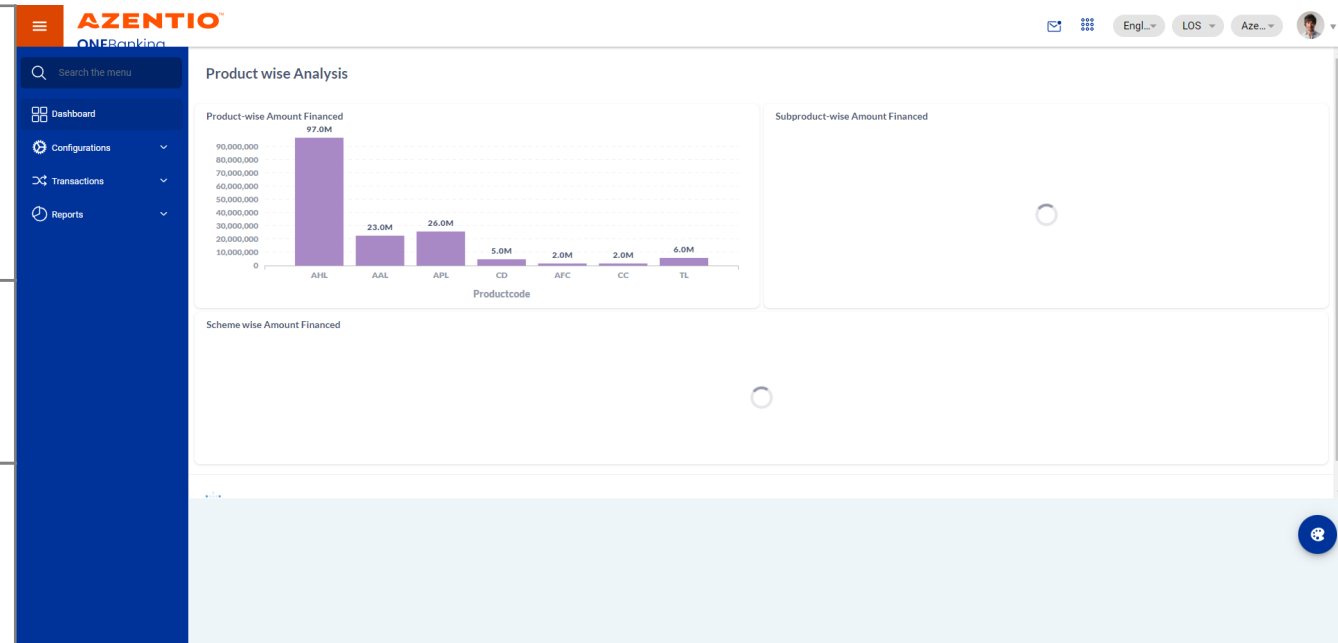 AZENTIO™
ONEBanking
Engl...
LOS
Aze...
Search the menu
Dashboard
Configurations
Transactions
Reports
Product wise Analysis
Product-wise Amount Financed
97.0M
90,000,000
80,000,000
70,000,000
60,000,000
50,000,000
40,000,000
30,000,000
20,000,000
10,000,000
0
23.0M
26.0M
5.0M
2.0M
2.0M
6.0M
AHL AAL APL CD AFC CC TL
Productcode
Subproduct-wise Amount Financed
Scheme wise Amount Financed